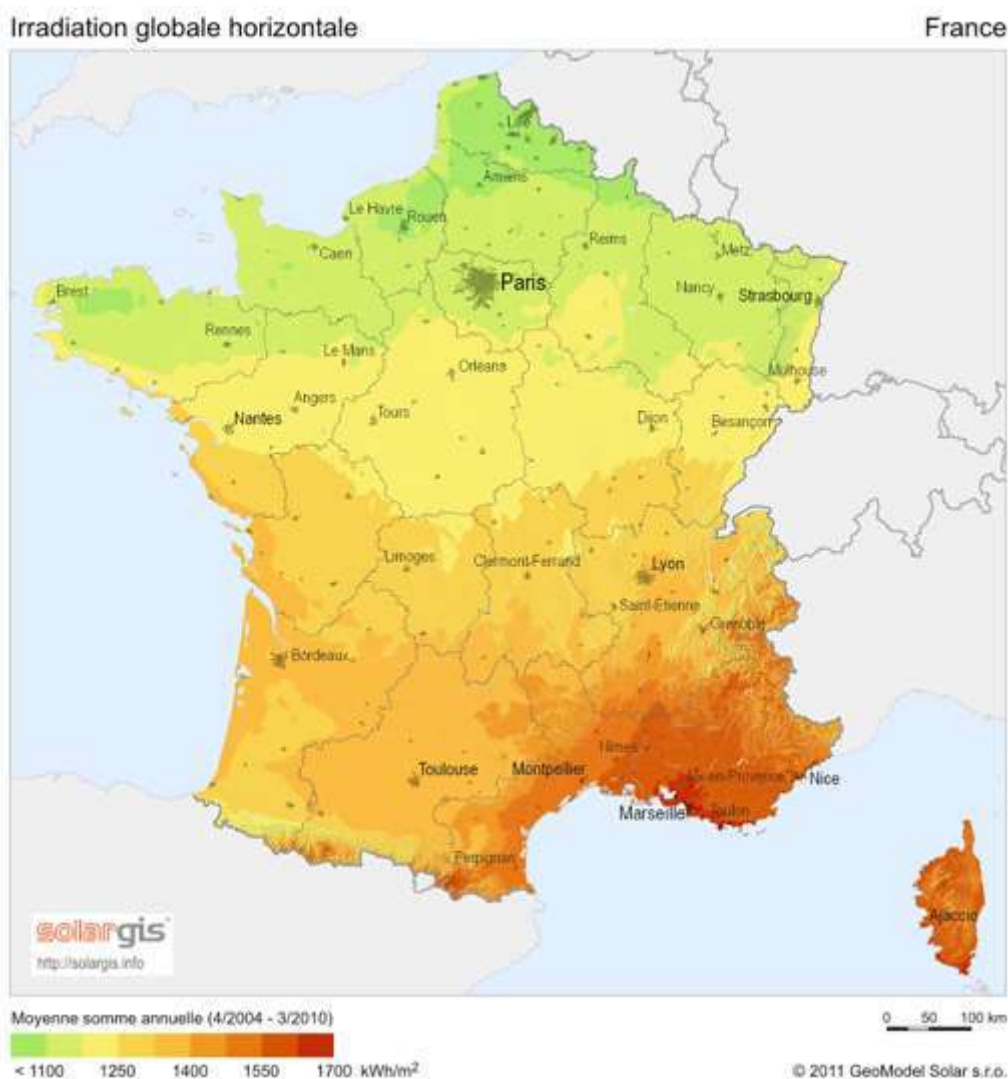 Irradiation globale horizontale
France
Lille
Amiens
Le Havre
Rouen
Caen
Reims
Metz
Paris
Nancy
Strasbourg
Brest
Rennes
Le Mans
Orléans
Mulhouse
Angers
Nantes
Tours
Dijon
Besançon
Limoges
Clermont-Ferrand
Lyon
Saint-Étienne
Grenoble
Bordeaux
Nîmes
Toulouse
Montpellier
Aix-en-Provence
Nice
Marseille
Toulon
Perpignan
Ajaccio
solargis
http://solargis.info
Moyenne somme annuelle (4/2004 - 3/2010)
0 50 100 km
< 1100 1250 1400 1550 1700 kWh/m²
© 2011 GeoModel Solar s.r.o.